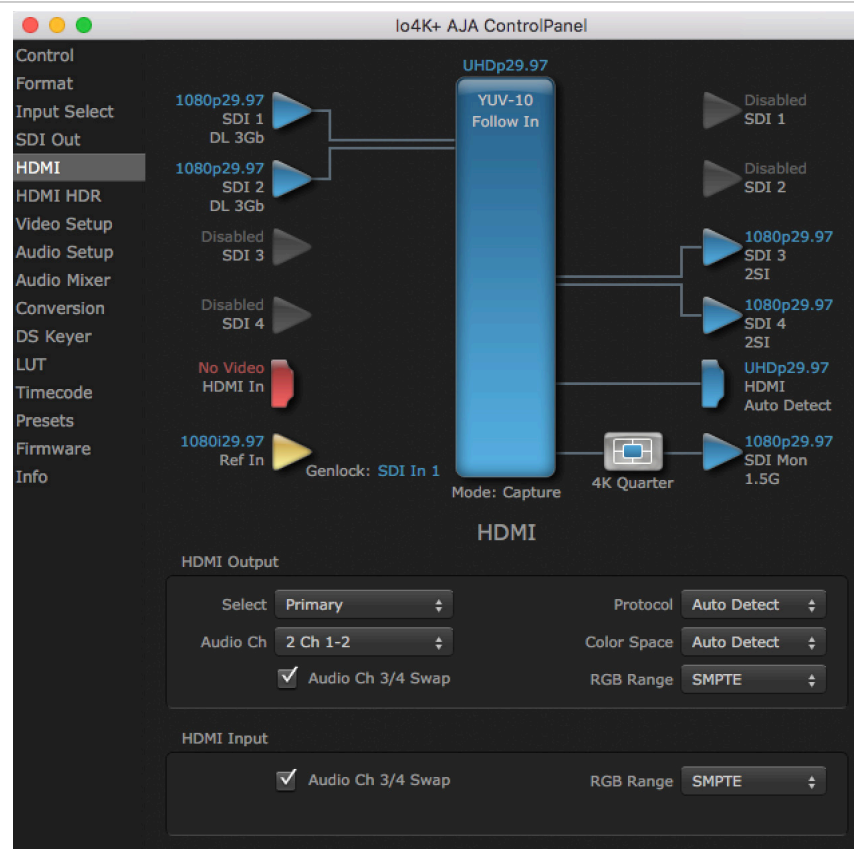 Io4K+ AJA ControlPanel
Control
Format
Input Select
SDI Out
HDMI
HDMI HDR
Video Setup
Audio Setup
Audio Mixer
Conversion
DS Keyer
LUT
Timecode
Presets
Firmware
Info
1080p29.97
SDI 1
DL 3Gb
1080p29.97
SDI 2
DL 3Gb
Disabled
SDI 3
Disabled
SDI 4
No Video
HDMI In
1080i29.97
Ref In
Genlock: SDI In 1
UHDp29.97
YUV-10
Follow In
Mode: Capture
Disabled
SDI 1
Disabled
SDI 2
1080p29.97
SDI 3
2SI
1080p29.97
SDI 4
2SI
UHDp29.97
HDMI
Auto Detect
4K Quarter
1080p29.97
SDI Mon
1.5G
HDMI
HDMI Output
Select Primary Protocol Auto Detect
Audio Ch 2 Ch 1-2 Color Space Auto Detect
Audio Ch 3/4 Swap RGB Range SMPTE
HDMI Input
Audio Ch 3/4 Swap RGB Range SMPTE